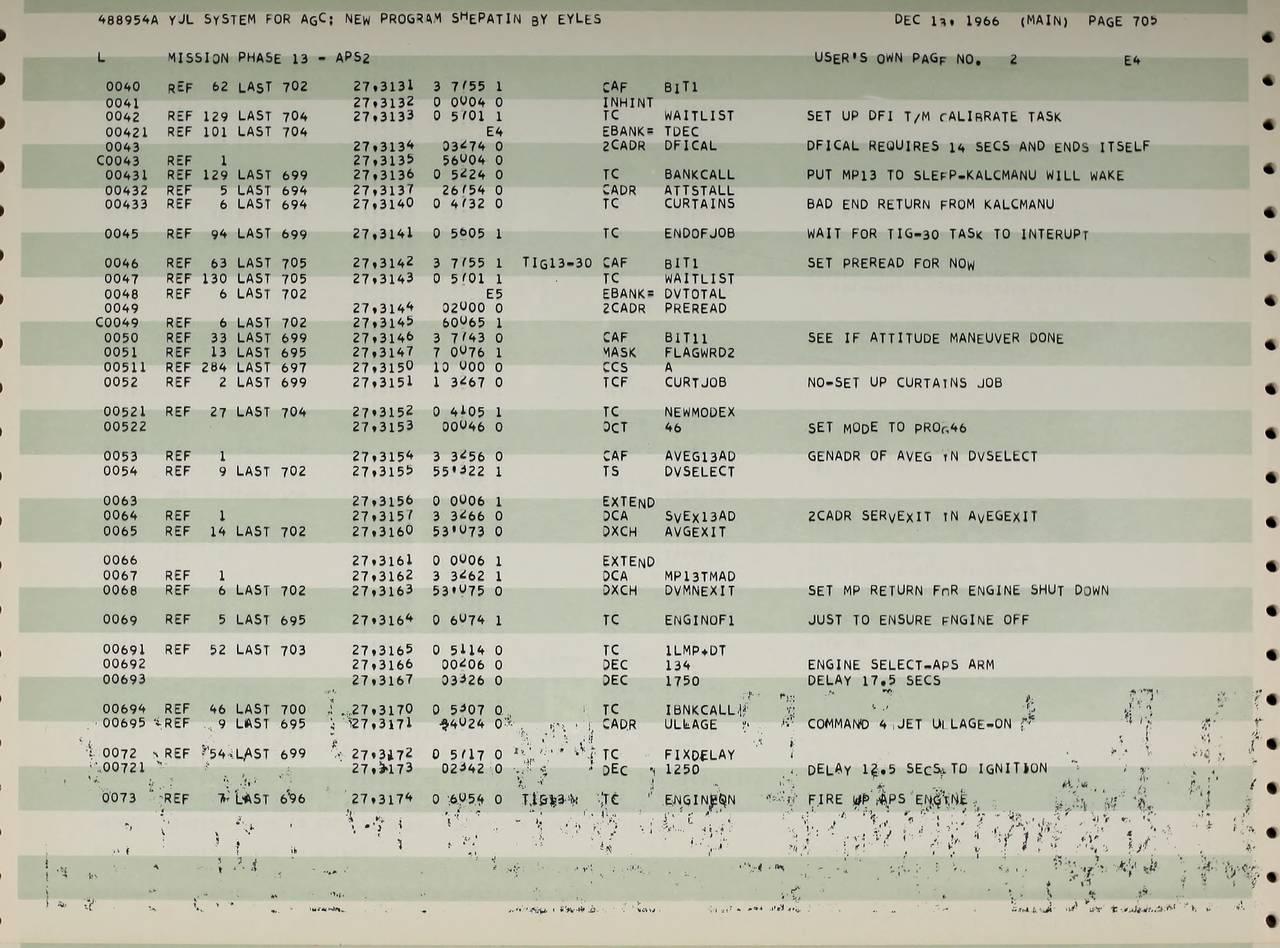 488954A YJL SYSTEM FOR AGC; NEW PROGRAM SHEPATIN BY EYLES DEC 13, 1966 (MAIN) PAGE 705
L MISSION PHASE 13 - APS2 USER'S OWN PAGE NO. 2 E4
0040 REF 62 LAST 702 27,3131 3 7755 1 CAF BIT1
0041 27,3132 0 0004 0 INHINT
0042 REF 129 LAST 704 27,3133 0 5701 1 TC WAITLIST SET UP DFI T/M CALIBRATE TASK
00421 REF 101 LAST 704 E4 EBANK= TDEC
0043 27,3134 03274 0 2CADR DFICAL DFICAL REQUIRES 14 SECS AND ENDS ITSELF
C0043 REF 1 27,3135 56004 0
00431 REF 129 LAST 699 27,3136 0 5224 0 TC BANKCALL PUT MP13 TO SLEEP-KALCMANU WILL WAKE
00432 REF 5 LAST 694 27,3137 26754 0 CADR ATTSTALL
00433 REF 6 LAST 694 27,3140 0 4732 0 TC CURTAINS BAD END RETURN FROM KALCMANU
0045 REF 94 LAST 699 27,3141 0 5605 1 TC ENDOFJOB WAIT FOR TIG-30 TASK TO INTERUPT
0046 REF 63 LAST 705 27,3142 3 7755 1 TIG13-30 CAF BIT1 SET PREREAD FOR NOW
0047 REF 130 LAST 705 27,3143 0 5701 1 TC WAITLIST
0048 REF 6 LAST 702 E5 EBANK= DVTOTAL
0049 27,3144 02000 0 2CADR PREREAD
C0049 REF 6 LAST 702 27,3145 60065 1
0050 REF 33 LAST 699 27,3146 3 7743 0 CAF BIT11 SEE IF ATTITUDE MANEUVER DONE
0051 REF 13 LAST 695 27,3147 7 0076 1 MASK FLAGWRD2
00511 REF 284 LAST 697 27,3150 10 000 0 CCS A
0052 REF 2 LAST 699 27,3151 1 3267 0 TCF CURTJOB NO-SET UP CURTAINS JOB
00521 REF 27 LAST 704 27,3152 0 4105 1 TC NEWMODEX
00522 27,3153 00046 0 OCT 46 SET MODE TO PROG46
0053 REF 1 27,3154 3 3256 0 CAF AVEG13AD GENADR OF AVEG IN DVSELECT
0054 REF 9 LAST 702 27,3155 55'322 1 TS DVSELECT
0063 27,3156 0 0006 1 EXTEND
0064 REF 1 27,3157 3 3266 0 DCA SVEX13AD 2CADR SERVEXIT IN AVEGEXIT
0065 REF 14 LAST 702 27,3160 53'073 0 DXCH AVGEXIT
0066 27,3161 0 0006 1 EXTEND
0067 REF 1 27,3162 3 3262 1 DCA MP13TMAD
0068 REF 6 LAST 702 27,3163 53'075 0 DXCH DVMNEXIT SET MP RETURN FOR ENGINE SHUT DOWN
0069 REF 5 LAST 695 27,3164 0 6074 1 TC ENGINOF1 JUST TO ENSURE ENGINE OFF
00691 REF 52 LAST 703 27,3165 0 5114 0 TC 1LMP+DT
00692 27,3166 00206 0 DEC 134 ENGINE SELECT-APS ARM
00693 27,3167 03326 0 DEC 1750 DELAY 17.5 SECS
00694 REF 46 LAST 700 27,3170 0 5307 0 TC IBNKCALL
00695 REF 9 LAST 695 27,3171 34024 0 CADR ULLAGE COMMAND 4 JET ULLAGE-ON
0072 REF 54 LAST 699 27,3172 0 5717 0 TC FIXDELAY
00721 27,3173 02342 0 DEC 1250 DELAY 12.5 SECS TO IGNITION
0073 REF 7 LAST 696 27,3174 0 6054 0 TIG13 TC ENGINEON FIRE UP APS ENGINE